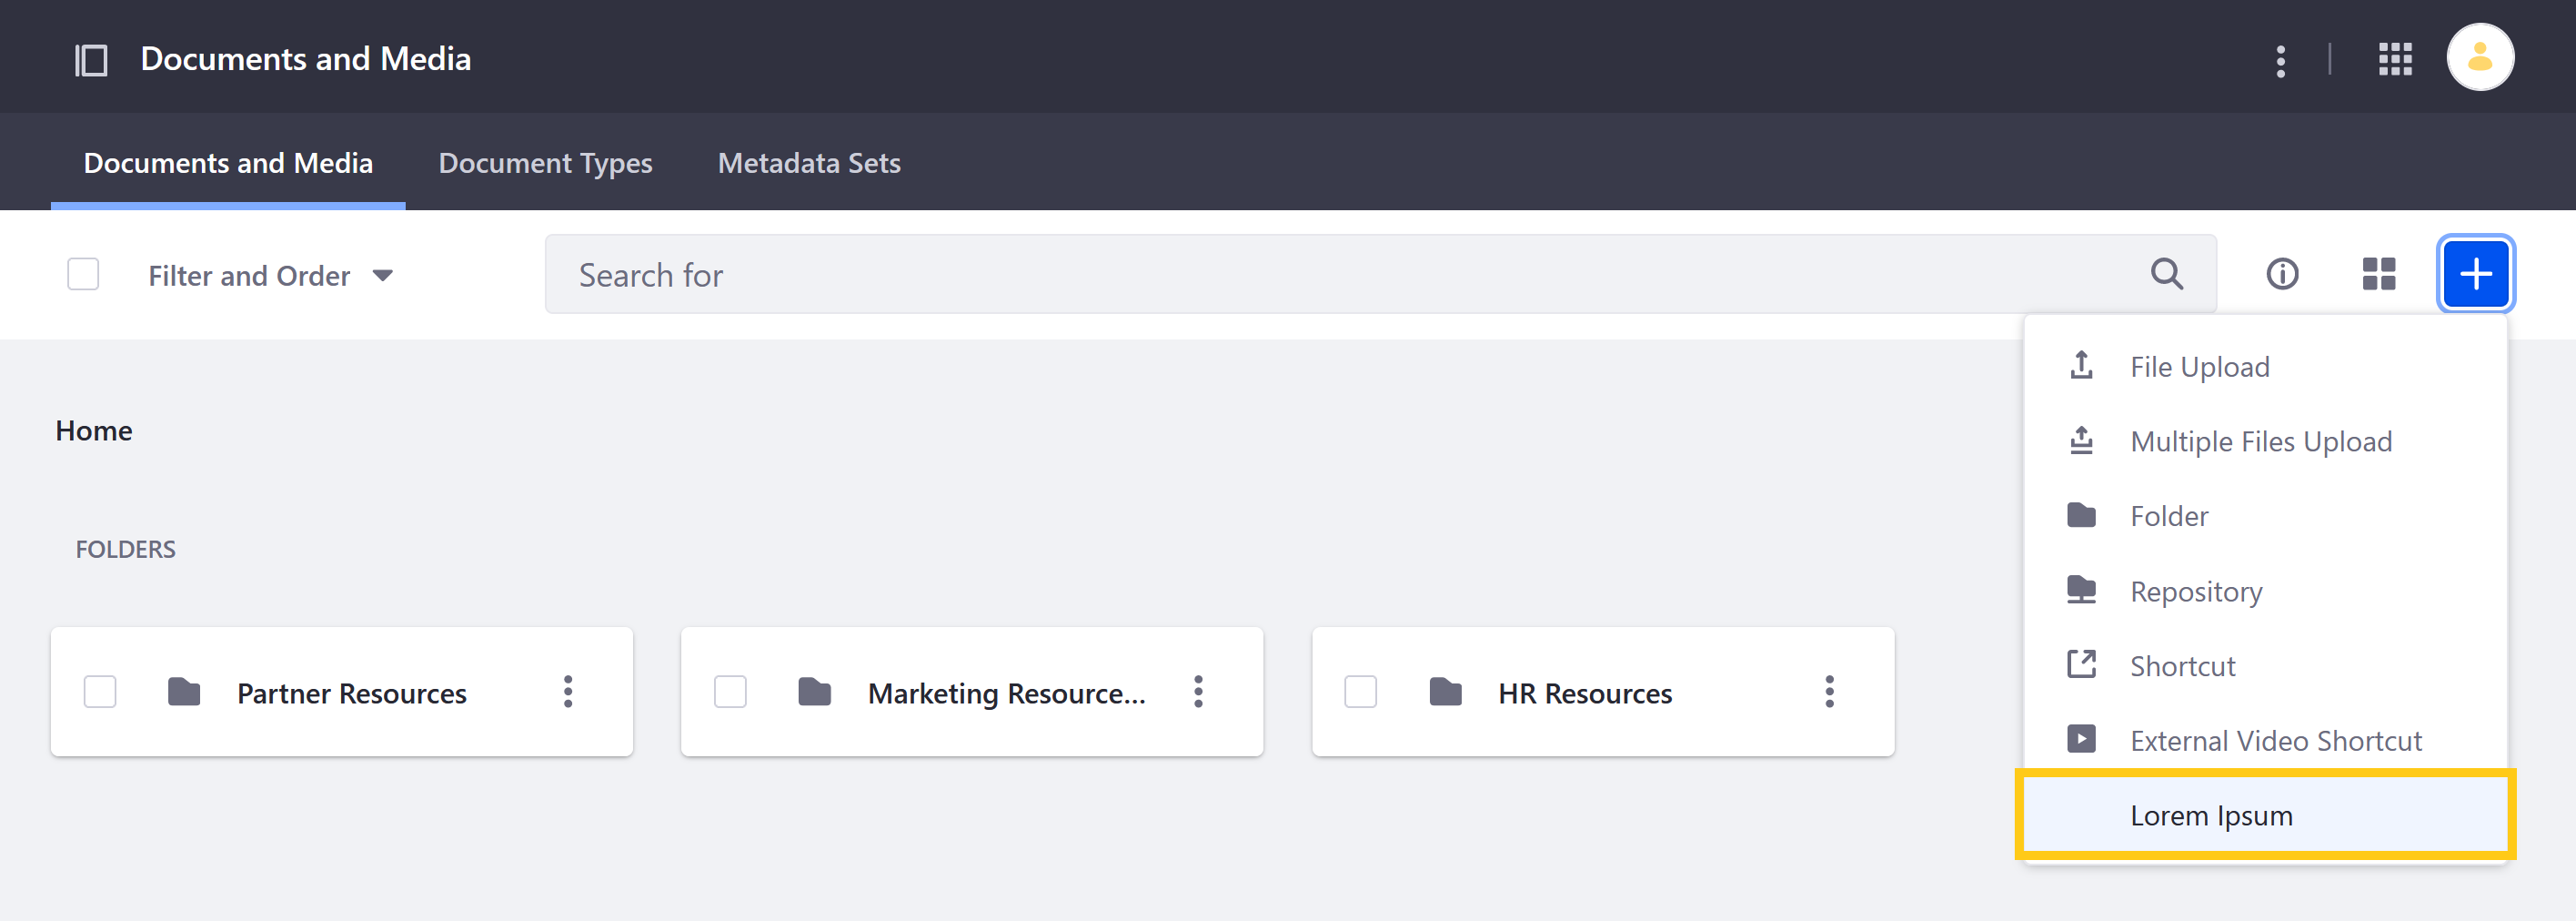 Documents and Media
Documents and Media
Document Types
Metadata Sets
Filter and Order
Search for
File Upload
Multiple Files Upload
Folder
Repository
Shortcut
External Video Shortcut
Lorem Ipsum
Home
FOLDERS
Partner Resources
Marketing Resource...
HR Resources